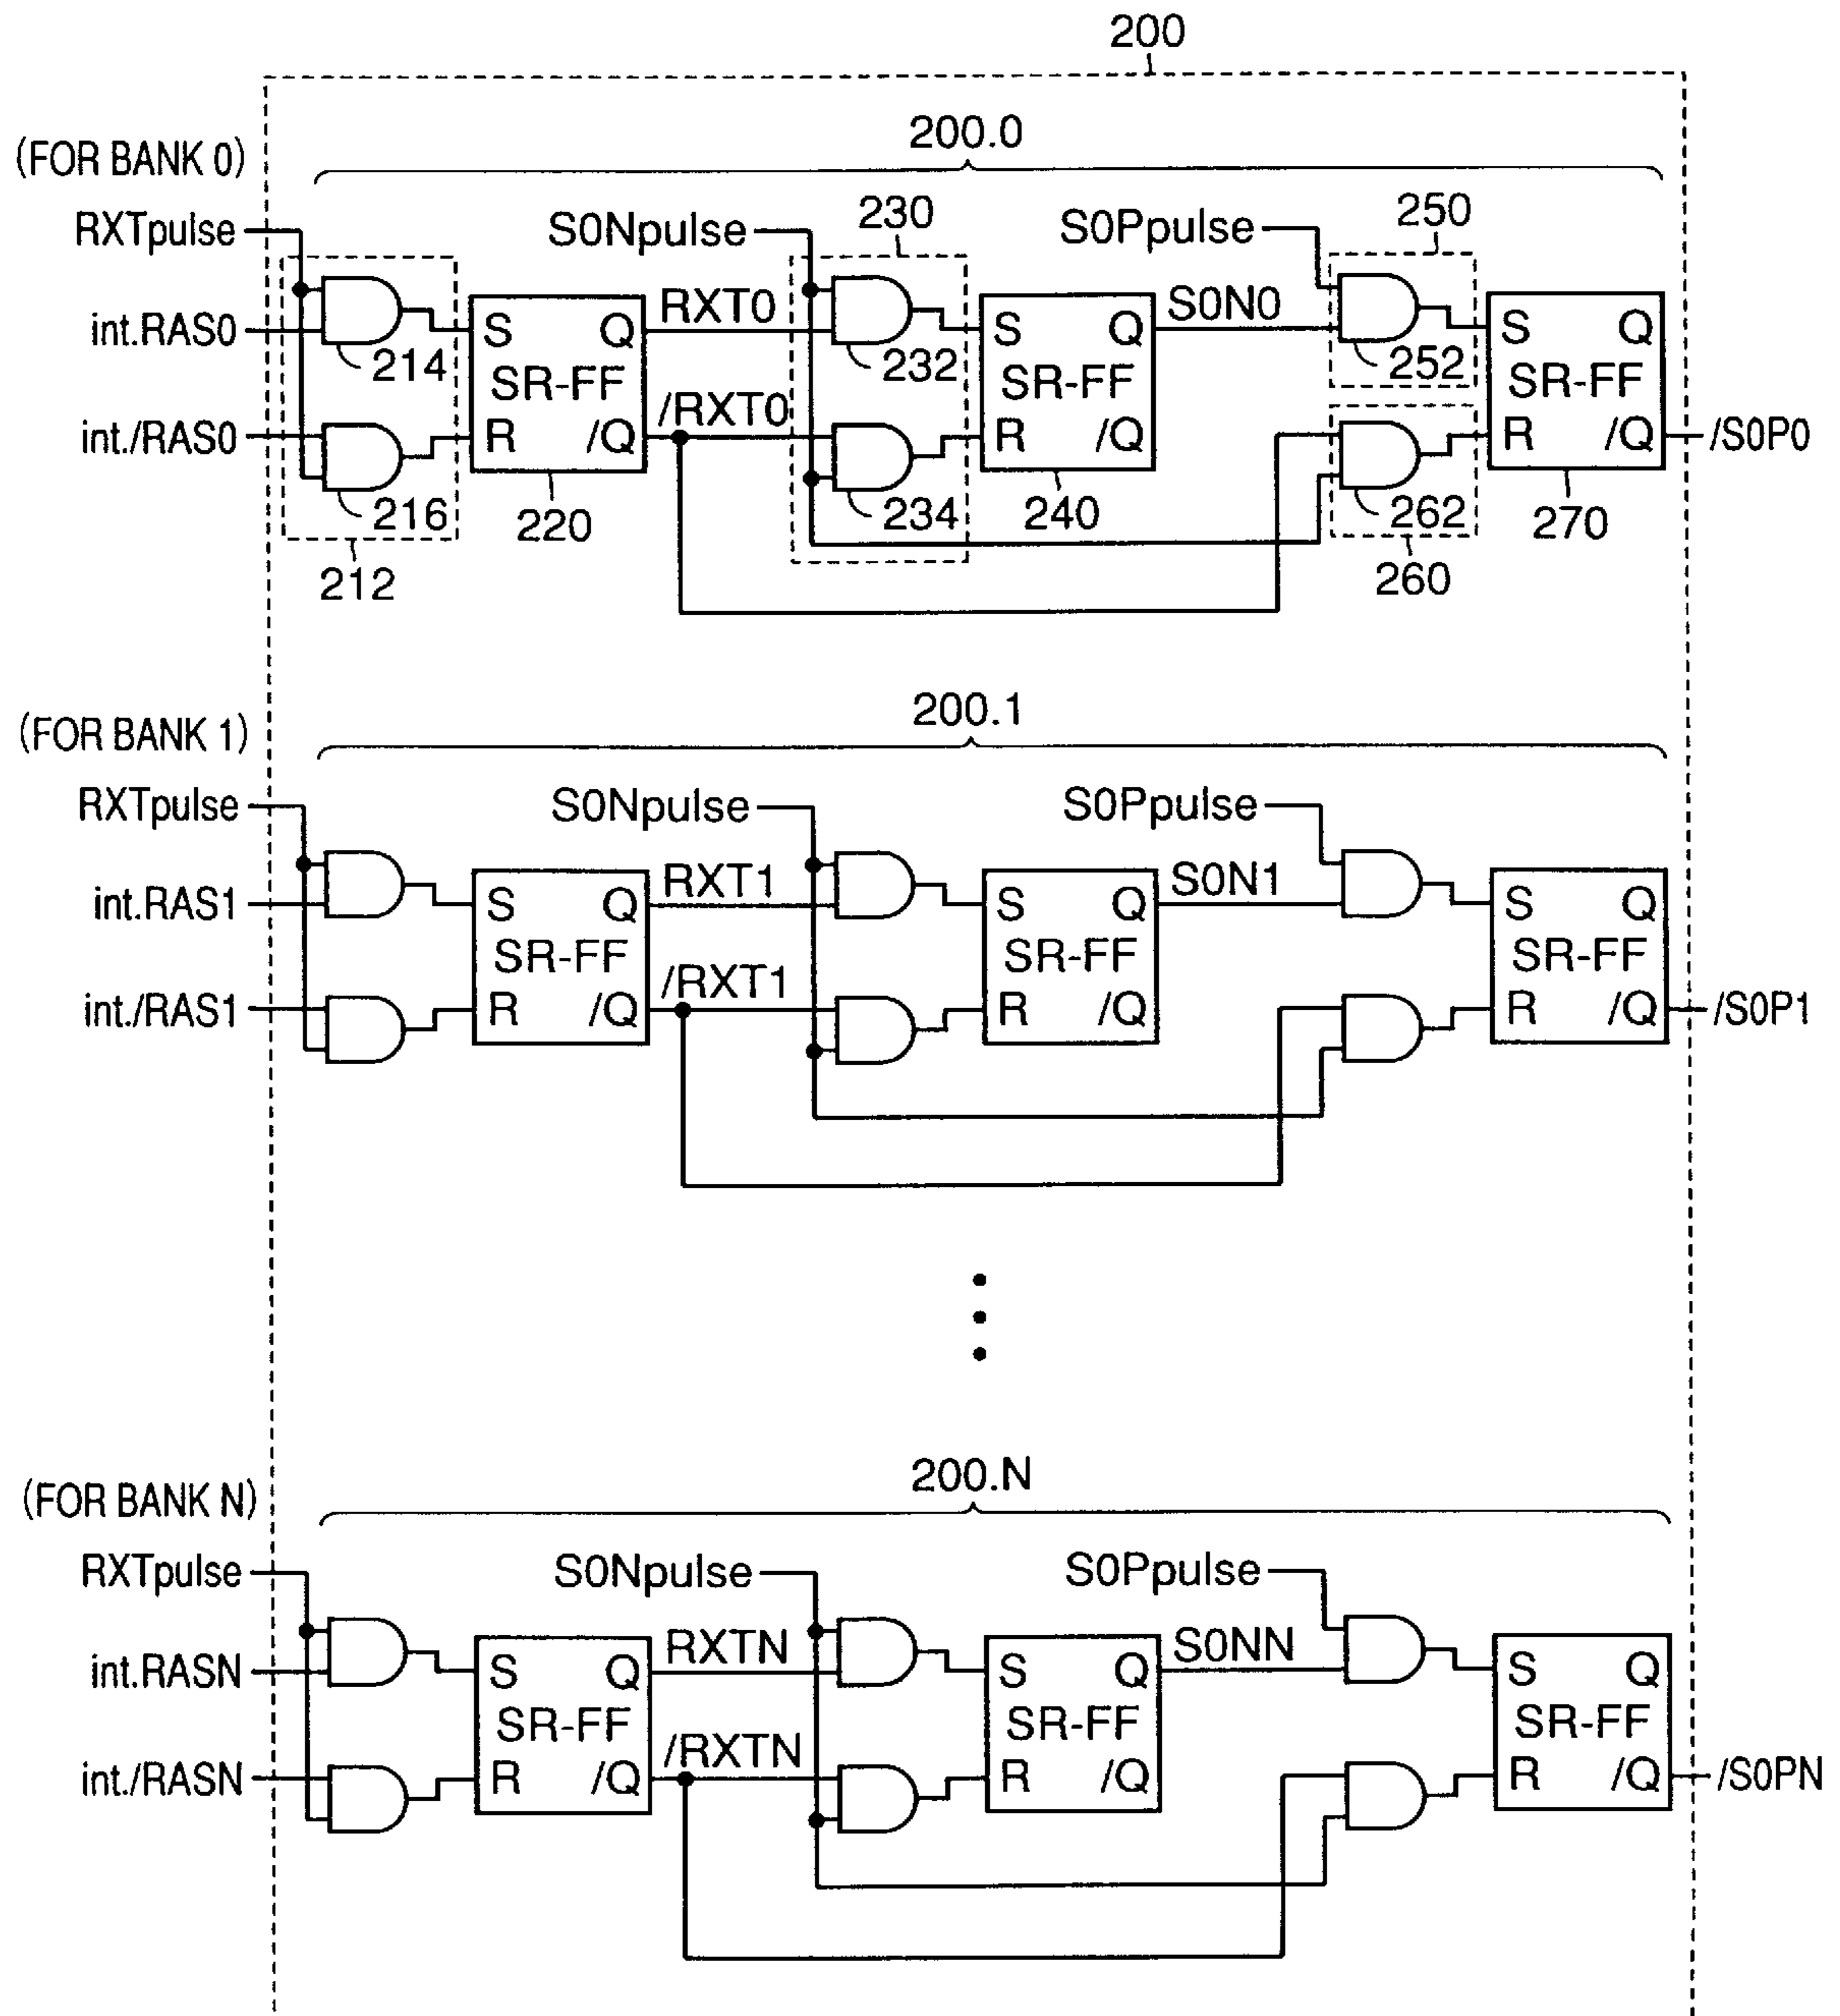 200
(FOR BANK 0)
200.0
RXTpulse
S0Npulse
230
S0Ppulse
250
int.RAS0
214
S Q
SR-FF
R /Q
RXT0
232
S Q
SR-FF
R /Q
S0N0
252
S Q
SR-FF
R /Q
int./RAS0
/RXT0
/S0P0
216
220
234
240
262
270
212
260
(FOR BANK 1)
200.1
RXTpulse
S0Npulse
S0Ppulse
int.RAS1
S Q
SR-FF
R /Q
RXT1
S Q
SR-FF
R /Q
S0N1
S Q
SR-FF
R /Q
int./RAS1
/RXT1
/S0P1
(FOR BANK N)
200.N
RXTpulse
S0Npulse
S0Ppulse
int.RASN
S Q
SR-FF
R /Q
RXTN
S Q
SR-FF
R /Q
S0NN
S Q
SR-FF
R /Q
int./RASN
/RXTN
/S0PN